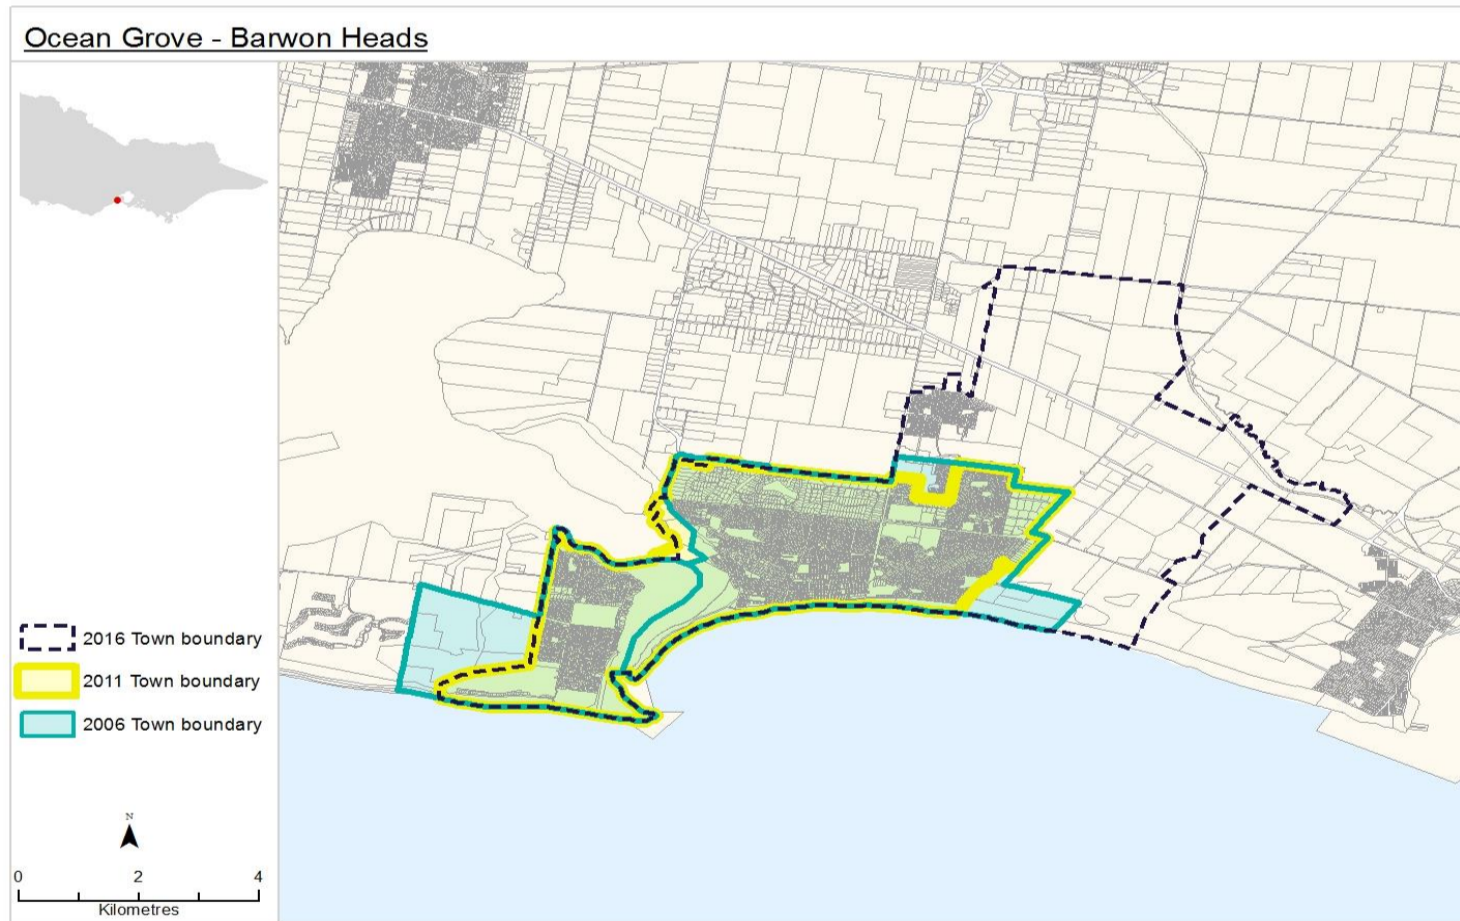 Ocean Grove - Barwon Heads
2016 Town boundary
2011 Town boundary
2006 Town boundary
N
0 2 4
Kilometres